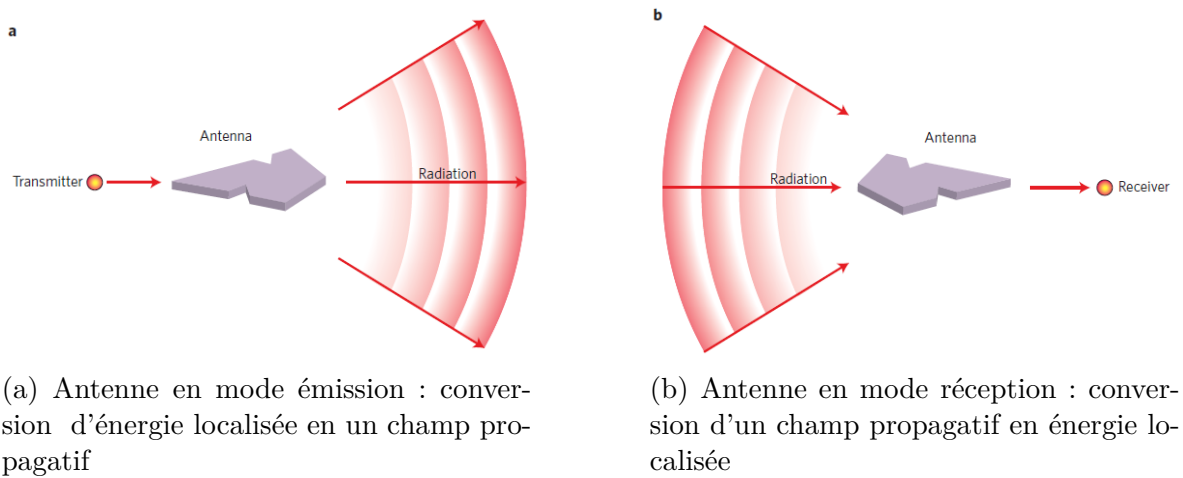 a
Antenna
Transmitter
Radiation
b
Antenna
Radiation
Receiver
(a) Antenne en mode émission : conver-
sion d'énergie localisée en un champ pro-
pagatif
(b) Antenne en mode réception : conver-
sion d'un champ propagatif en énergie lo-
calisée